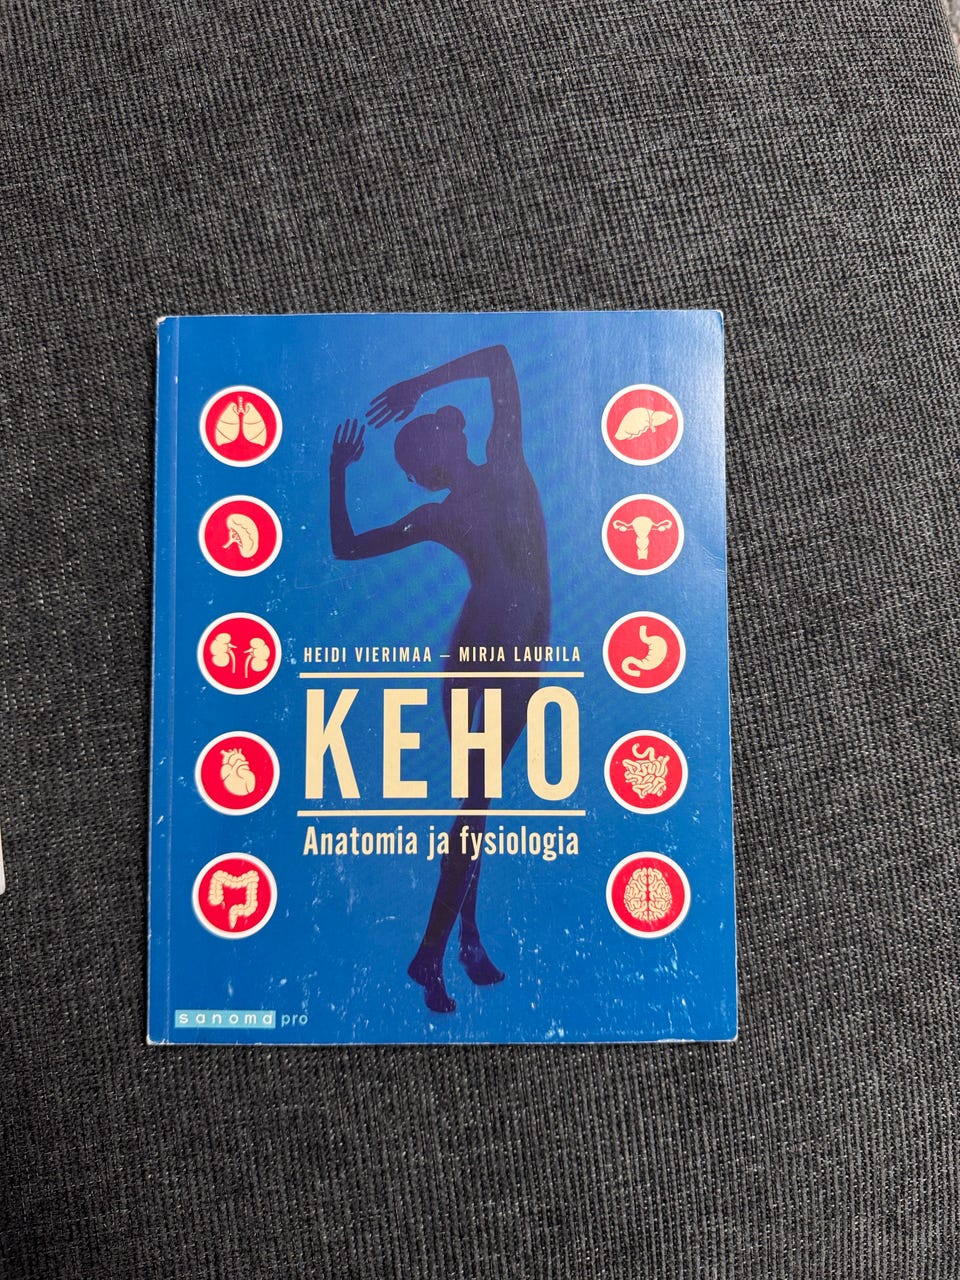 HEIDI VIERIMAA – MIRJA LAURILA
KEHO
Anatomia ja fysiologia
sanoma pro